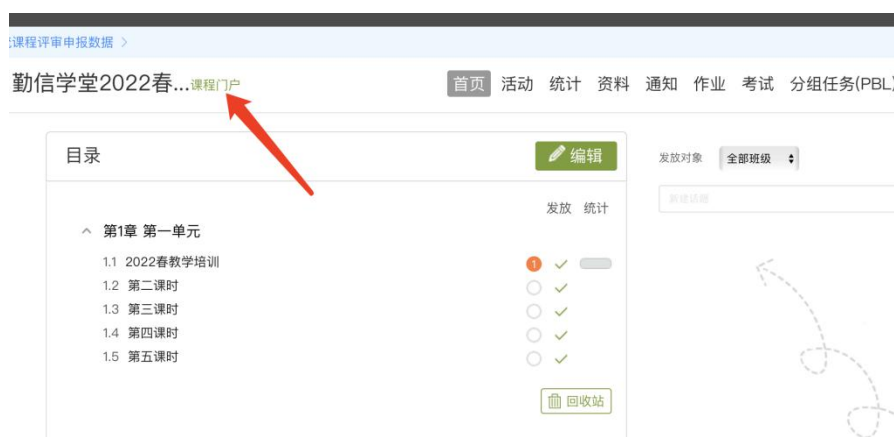 课程评审申报数据 >
勤信学堂2022春...课程门户
首页 活动 统计 资料 通知 作业 考试 分组任务(PBL)
目录
编辑
发放对象 全部班级
新建话题
发放 统计
第1章 第一单元
1.1 2022春教学培训
1
1.2 第二课时
1.3 第三课时
1.4 第四课时
1.5 第五课时
回收站